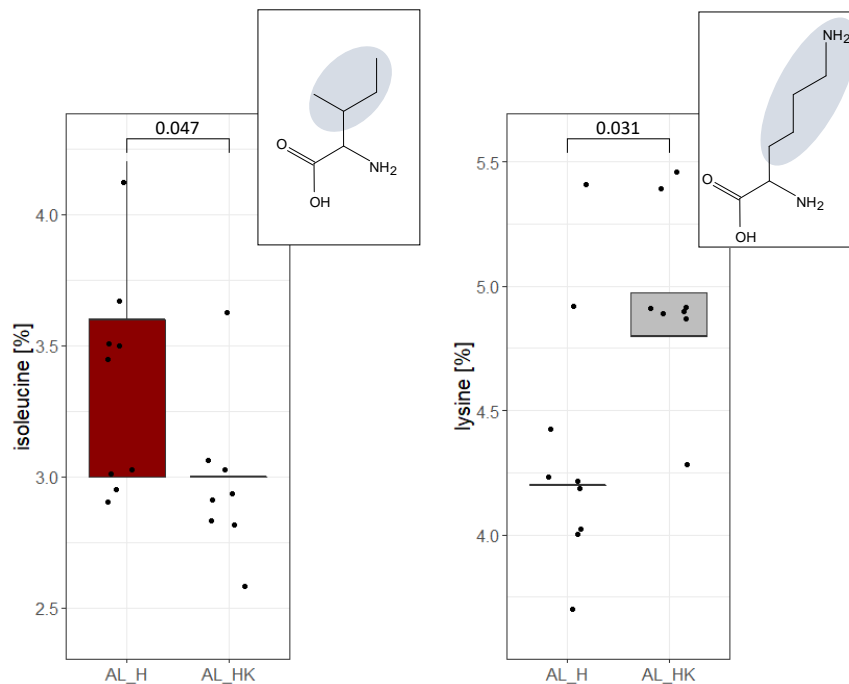 0.047
O
NH2
OH
isoleucine [%]
4.0
3.5
3.0
2.5
AL_H
AL_HK
NH2
0.031
O
NH2
OH
lysine [%]
5.5
5.0
4.5
4.0
AL_H
AL_HK